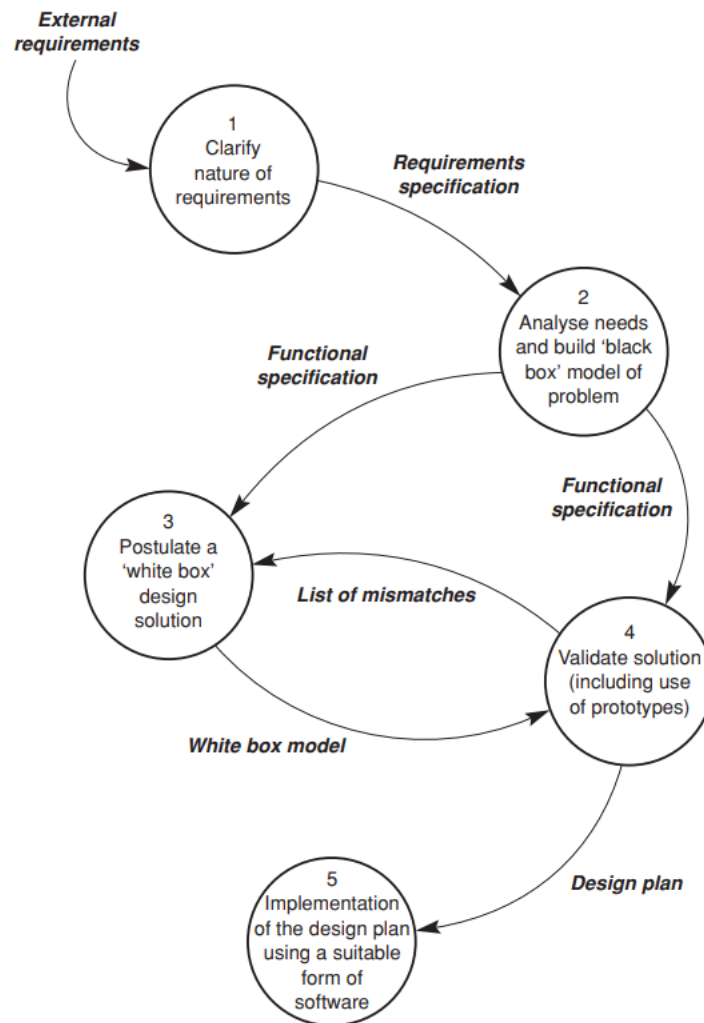 External
requirements
1
Clarify
nature of
requirements
Requirements
specification
2
Analyse needs
and build ‘black
box’ model of
problem
Functional
specification
Functional
specification
3
Postulate a
‘white box’
design
solution
List of mismatches
4
Validate solution
(including use
of prototypes)
White box model
Design plan
5
Implementation
of the design plan
using a suitable
form of
software